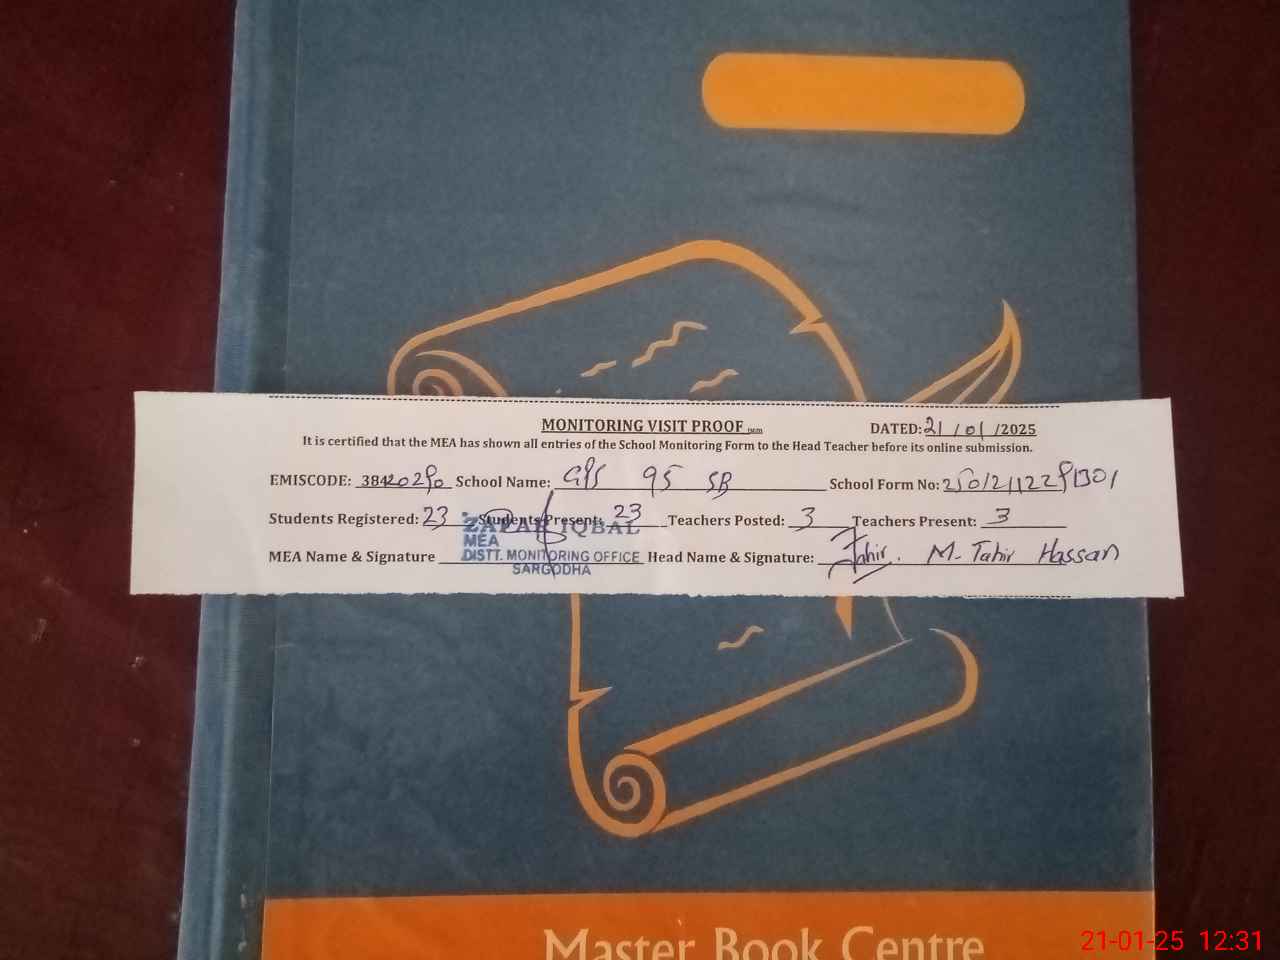 MONITORING VISIT PROOF DATED: 21/01/2025
It is certified that the MEA has shown all entries of the School Monitoring Form to the Head Teacher before its online submission.
EMISCODE: School Name: GPS 95 SB School Form No:
Students Registered: 23 Students Present: 23 Teachers Posted: 3 Teachers Present: 3
ZAFAR IQBAL
MEA
MEA Name & Signature DISTT. MONITORING OFFICE Head Name & Signature: Tahir. M. Tahir Hassan
SARGODHA
Master Book Centre
21-01-25 12:31